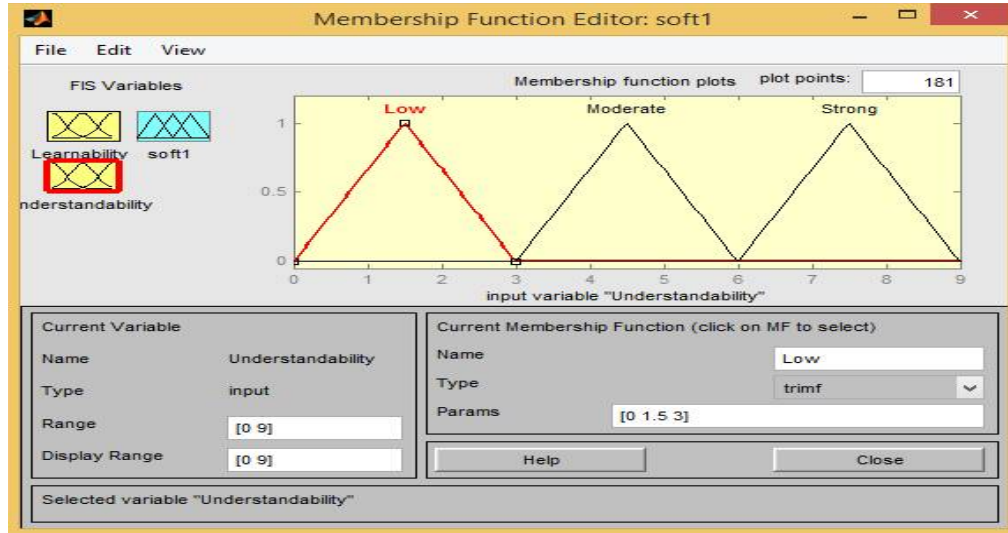 Membership Function Editor: soft1
File Edit View
FIS Variables
Membership function plots plot points: 181
Learnability soft1
nderstandability
Low Moderate Strong
1
0.5
0
0 1 2 3 4 5 6 7 8 9
input variable "Understandability"
Current Variable
Name Understandability
Type input
Range [0 9]
Display Range [0 9]
Current Membership Function (click on MF to select)
Name Low
Type trimf
Params [0 1.5 3]
Help Close
Selected variable "Understandability"